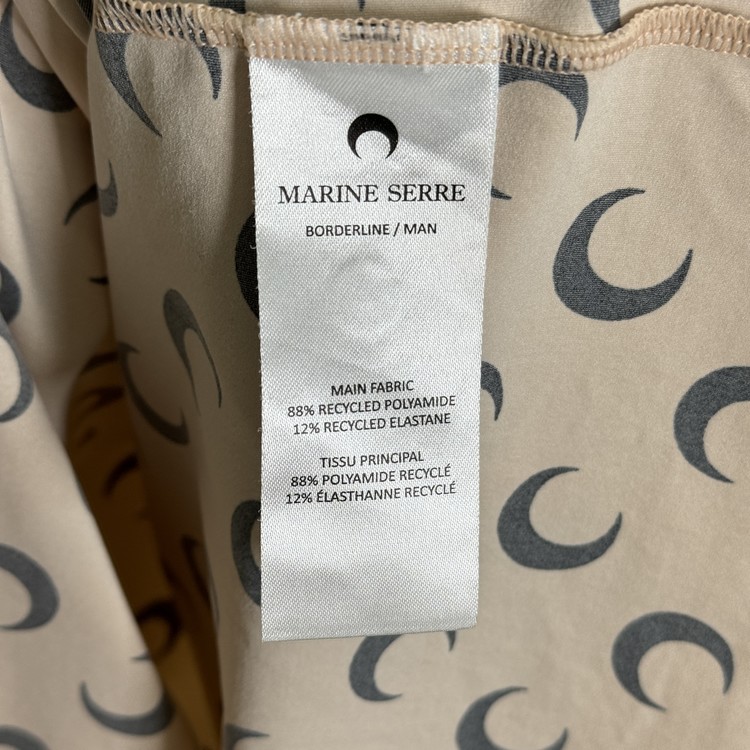 MARINE SERRE
BORDERLINE / MAN
MAIN FABRIC
88% RECYCLED POLYAMIDE
12% RECYCLED ELASTANE
TISSU PRINCIPAL
88% POLYAMIDE RECYCLÉ
12% ÉLASTHANNE RECYCLÉ